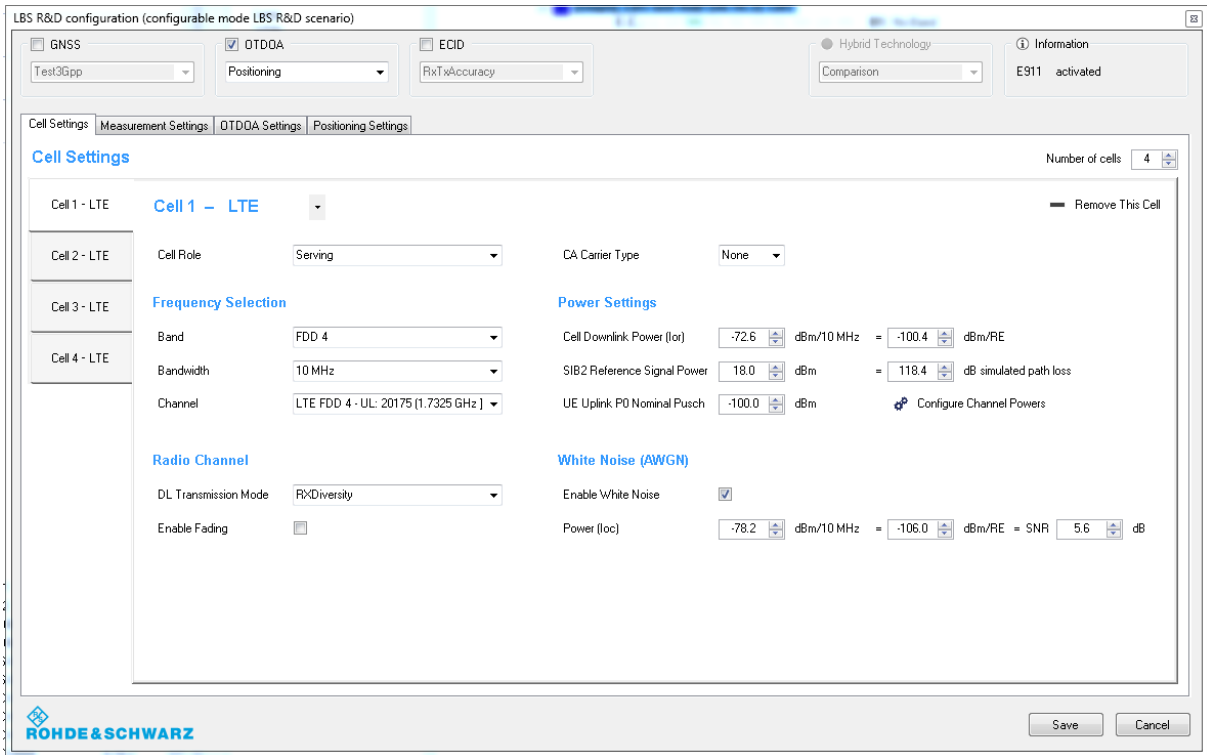 LBS R&D configuration (configurable mode LBS R&D scenario)
GNSS
OTDOA
ECID
Hybrid Technology
Information
Test3Gpp
Positioning
RxTxAccuracy
Comparison
E911 activated
Cell Settings
Measurement Settings
OTDOA Settings
Positioning Settings
Cell Settings
Number of cells 4
Cell 1 - LTE
Cell 2 - LTE
Cell 3 - LTE
Cell 4 - LTE
Cell 1 – LTE
Remove This Cell
Cell Role Serving
CA Carrier Type None
Frequency Selection
Band FDD 4
Bandwidth 10 MHz
Channel LTE FDD 4 - UL: 20175 (1.7325 GHz )
Power Settings
Cell Downlink Power (Ior) -72.6 dBm/10 MHz = -100.4 dBm/RE
SIB2 Reference Signal Power 18.0 dBm = 118.4 dB simulated path loss
UE Uplink P0 Nominal Pusch -100.0 dBm Configure Channel Powers
Radio Channel
DL Transmission Mode RXDiversity
Enable Fading
White Noise (AWGN)
Enable White Noise
Power (Ioc) -78.2 dBm/10 MHz = -106.0 dBm/RE = SNR 5.6 dB
ROHDE&SCHWARZ
Save
Cancel